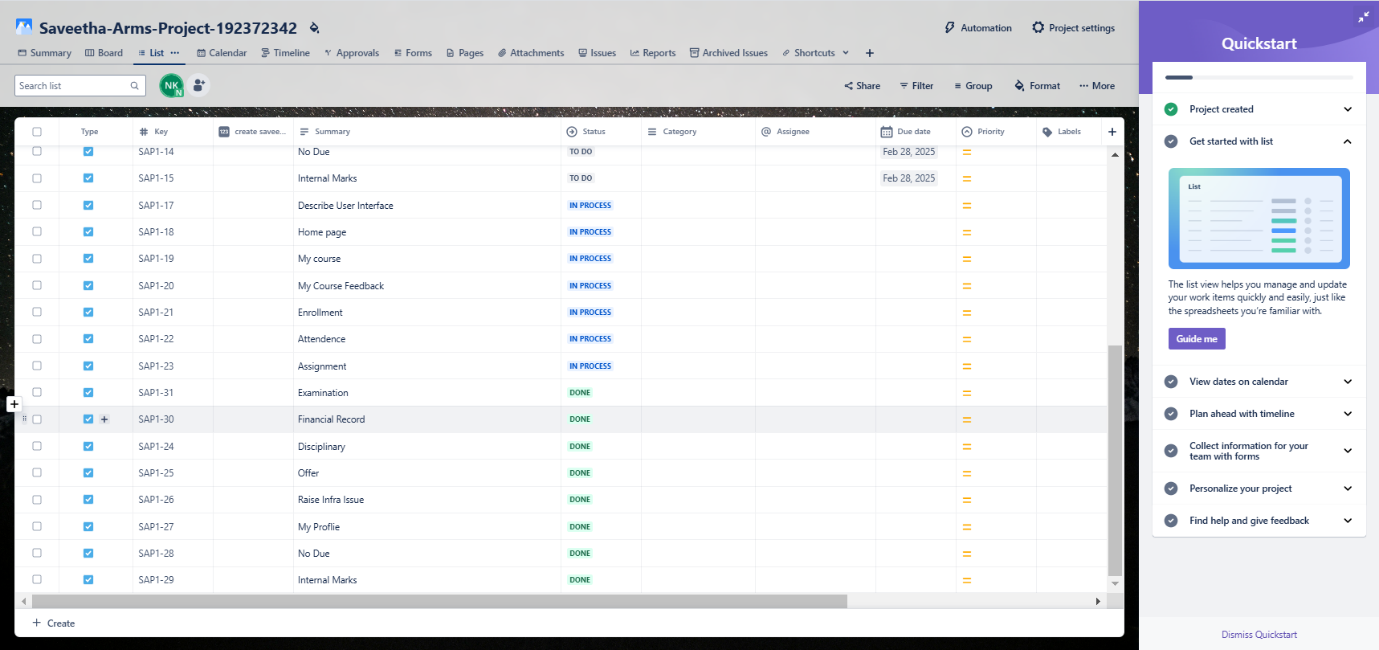 Saveetha-Arms-Project-192372342
Automation Project settings
Summary Board List Calendar Timeline Approvals Forms Pages Attachments Issues Reports Archived Issues Shortcuts
Search list NK N Share Filter Group Format More
Type Key create savee... Summary Status Category Assignee Due date Priority Labels
SAP1-14 No Due TO DO Feb 28, 2025
SAP1-15 Internal Marks TO DO Feb 28, 2025
SAP1-17 Describe User Interface IN PROCESS
SAP1-18 Home page IN PROCESS
SAP1-19 My course IN PROCESS
SAP1-20 My Course Feedback IN PROCESS
SAP1-21 Enrollment IN PROCESS
SAP1-22 Attendence IN PROCESS
SAP1-23 Assignment IN PROCESS
SAP1-31 Examination DONE
SAP1-30 Financial Record DONE
SAP1-24 Disciplinary DONE
SAP1-25 Offer DONE
SAP1-26 Raise Infra Issue DONE
SAP1-27 My Proflie DONE
SAP1-28 No Due DONE
SAP1-29 Internal Marks DONE
+ Create
Quickstart
Project created
Get started with list
List
The list view helps you manage and update
your work items quickly and easily, just like
the spreadsheets you're familiar with.
Guide me
View dates on calendar
Plan ahead with timeline
Collect information for your
team with forms
Personalize your project
Find help and give feedback
Dismiss Quickstart